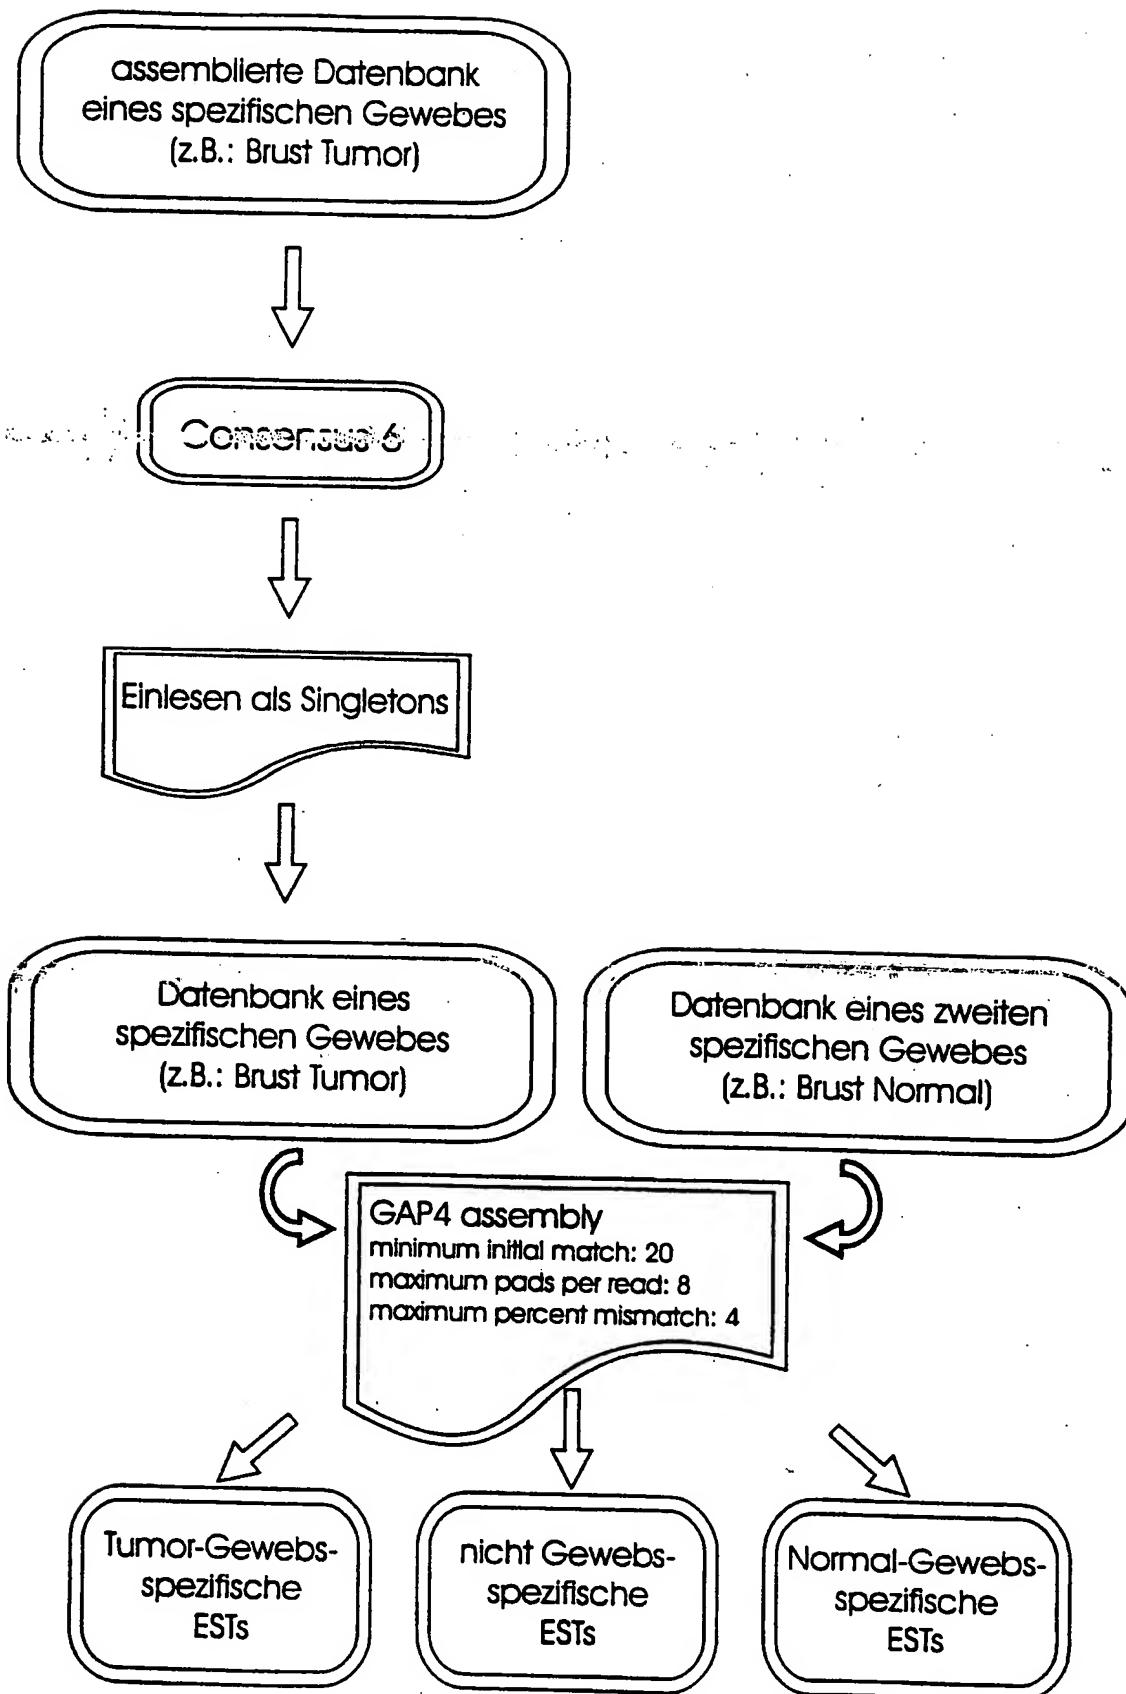 assemblierte Datenbank
eines spezifischen Gewebes
(z.B.: Brust Tumor)
Consensus 6
Einlesen als Singletons
Datenbank eines
spezifischen Gewebes
(z.B.: Brust Tumor)
Datenbank eines zweiten
spezifischen Gewebes
(z.B.: Brust Normal)
GAP4 assembly
minimum initial match: 20
maximum pads per read: 8
maximum percent mismatch: 4
Tumor-Gewebs-
spezifische
ESTs
nicht Gewebs-
spezifische
ESTs
Normal-Gewebs-
spezifische
ESTs